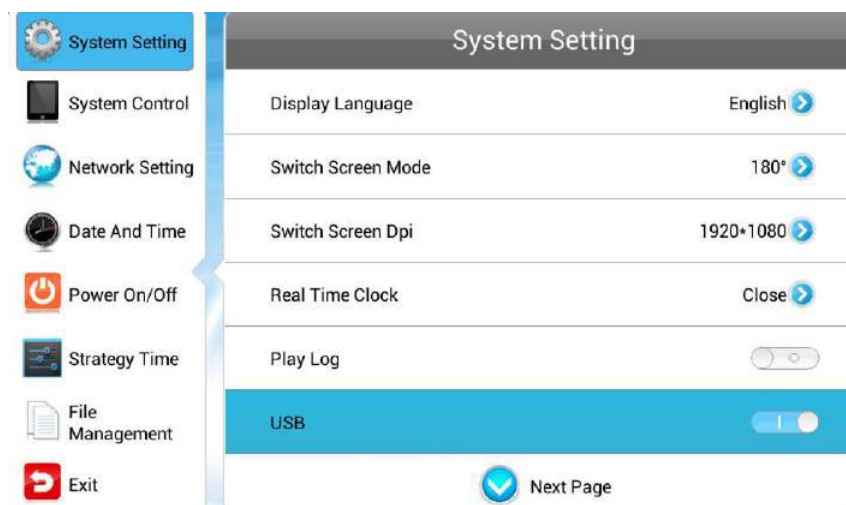 System Setting
System Control
Network Setting
Date And Time
Power On/Off
Strategy Time
File
Management
Exit
System Setting
Display Language English
Switch Screen Mode 180°
Switch Screen Dpi 1920*1080
Real Time Clock Close
Play Log
USB
Next Page